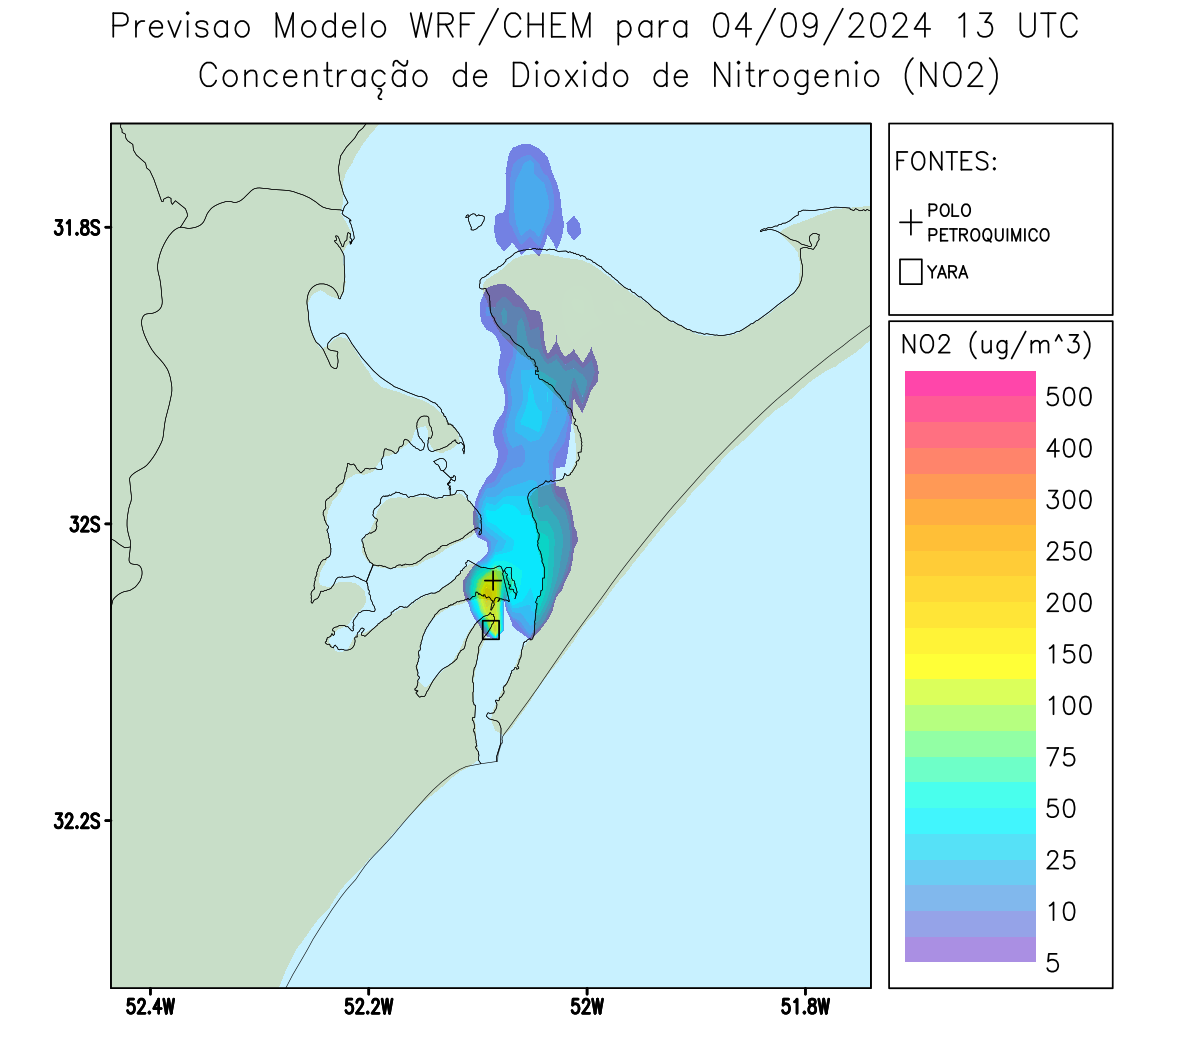 Previsao Modelo WRF/CHEM para 04/09/2024 13 UTC
Concentração de Dioxido de Nitrogenio (NO2)
FONTES:
POLO
PETROQUIMICO
YARA
31.8S
32S
32.2S
52.4W
52.2W
52W
51.8W
NO2 (ug/m^3)
500
400
300
250
200
150
100
75
50
25
10
5